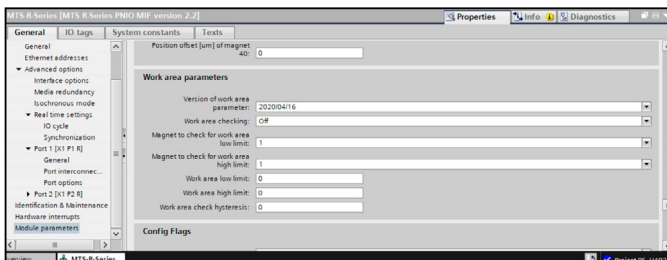 MTS-R-Series [MTS R-Series PNIO MIF version 2.2]
Properties Info Diagnostics
General IO tags System constants Texts
General
Ethernet addresses
Advanced options
Interface options
Media redundancy
Isochronous mode
Real time settings
IO cycle
Synchronization
Port 1 [X1 P1 R]
General
Port interconnec...
Port options
Port 2 [X1 P2 R]
Identification & Maintenance
Hardware interrupts
Module parameters
Position offset [um] of magnet
40: 0
Work area parameters
Version of work area
parameter: 2020/04/16
Work area checking: Off
Magnet to check for work area
low limit: 1
Magnet to check for work area
high limit: 1
Work area low limit: 0
Work area high limit: 0
Work area check hysteresis: 0
Config Flags
MTS-R-Series